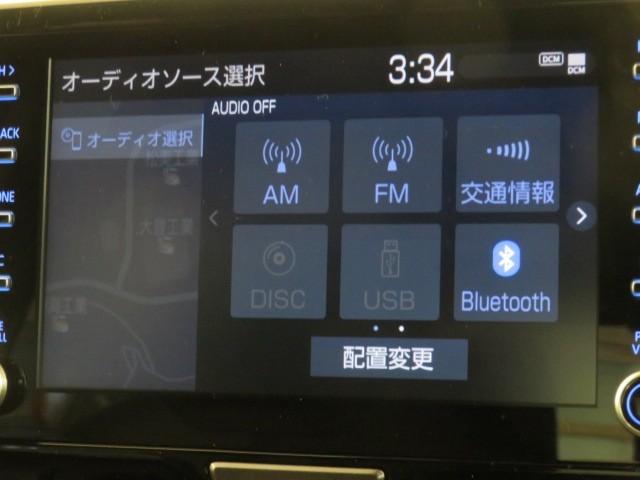 オーディオソース選択
3:34
DCM
DCM
AUDIO OFF
オーディオ選択
AM
FM
交通情報
DISC
USB
Bluetooth
配置変更